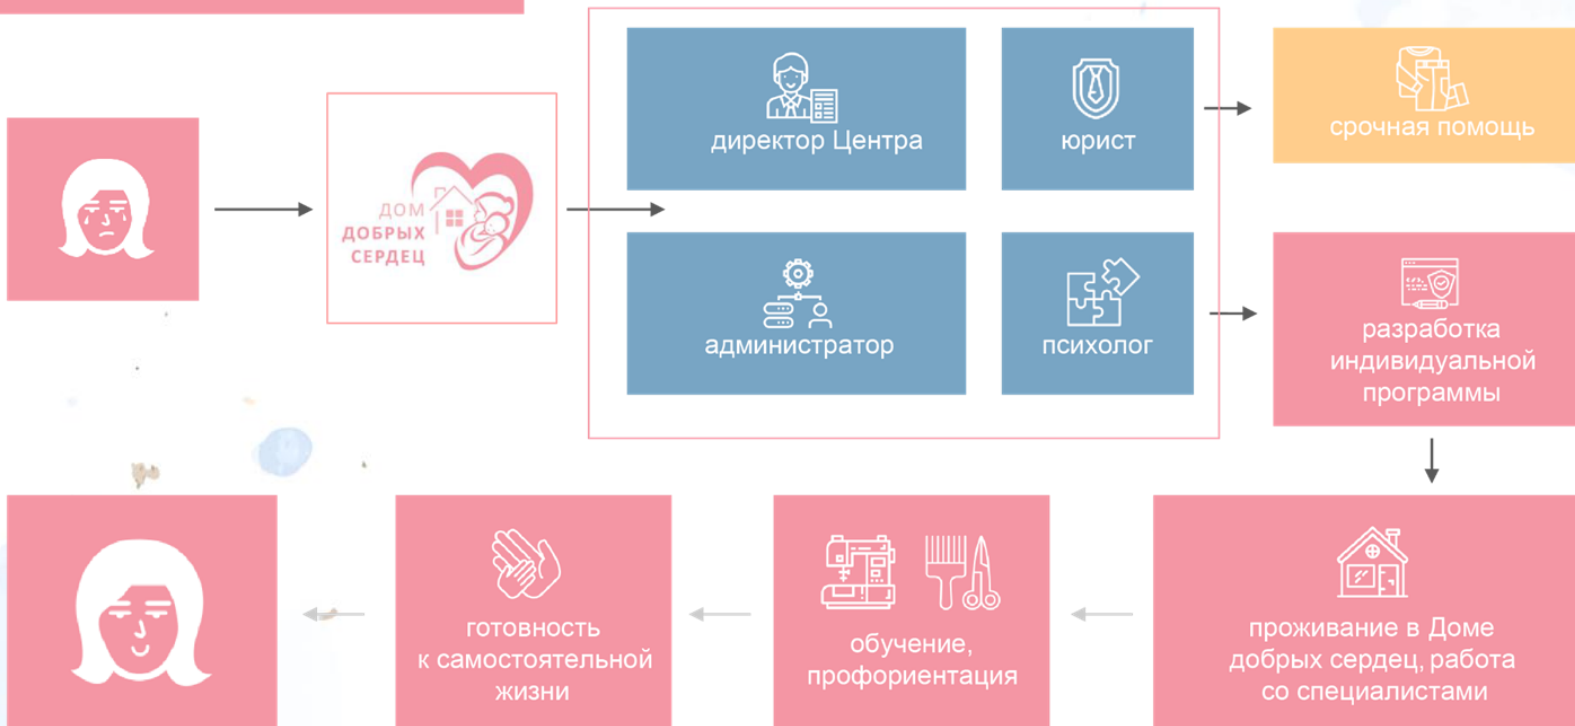 директор Центра
юрист
срочная помощь
ДОМ
ДОБРЫХ
СЕРДЕЦ
администратор
психолог
разработка
индивидуальной
программы
готовность
к самостоятельной
жизни
обучение,
профориентация
проживание в Доме
добрых сердец, работа
со специалистами